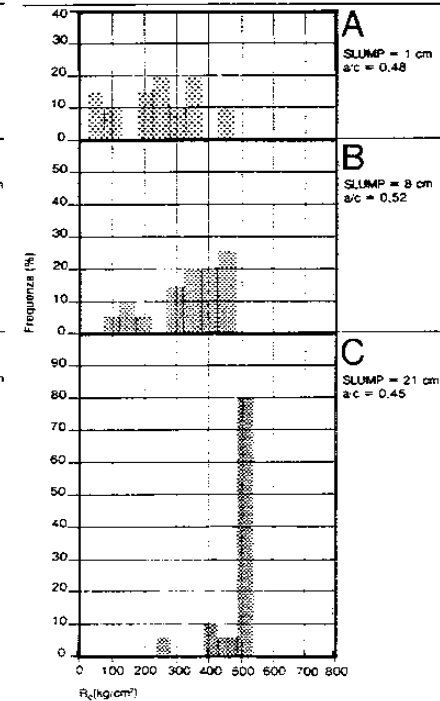 A
SLUMP = 1 cm
a/c = 0.48
40
30
20
10
0
B
SLUMP = 8 cm
a/c = 0.52
50
40
30
20
10
0
Frequenza (%)
C
SLUMP = 21 cm
a/c = 0.45
90
80
70
60
50
40
30
20
10
0
0 100 200 300 400 500 600 700 800
Rc(kg/cm²)